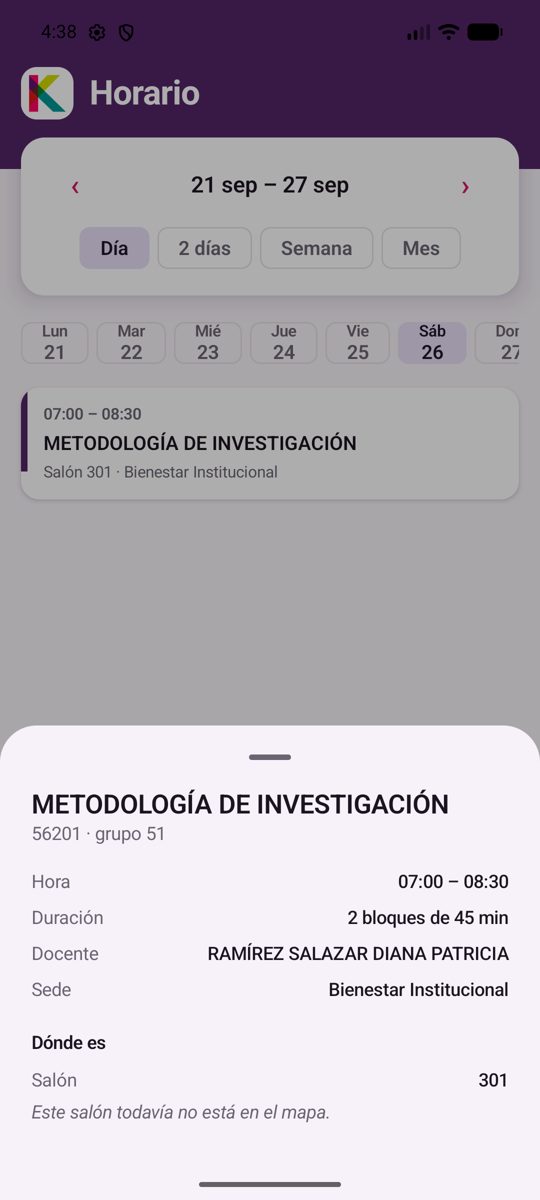 4:38
Horario
‹ 21 sep – 27 sep ›
Día 2 días Semana Mes
Lun Mar Mié Jue Vie Sáb Dom
21 22 23 24 25 26 27
07:00 – 08:30
METODOLOGÍA DE INVESTIGACIÓN
Salón 301 · Bienestar Institucional
METODOLOGÍA DE INVESTIGACIÓN
56201 · grupo 51
Hora 07:00 – 08:30
Duración 2 bloques de 45 min
Docente RAMÍREZ SALAZAR DIANA PATRICIA
Sede Bienestar Institucional
Dónde es
Salón 301
Este salón todavía no está en el mapa.